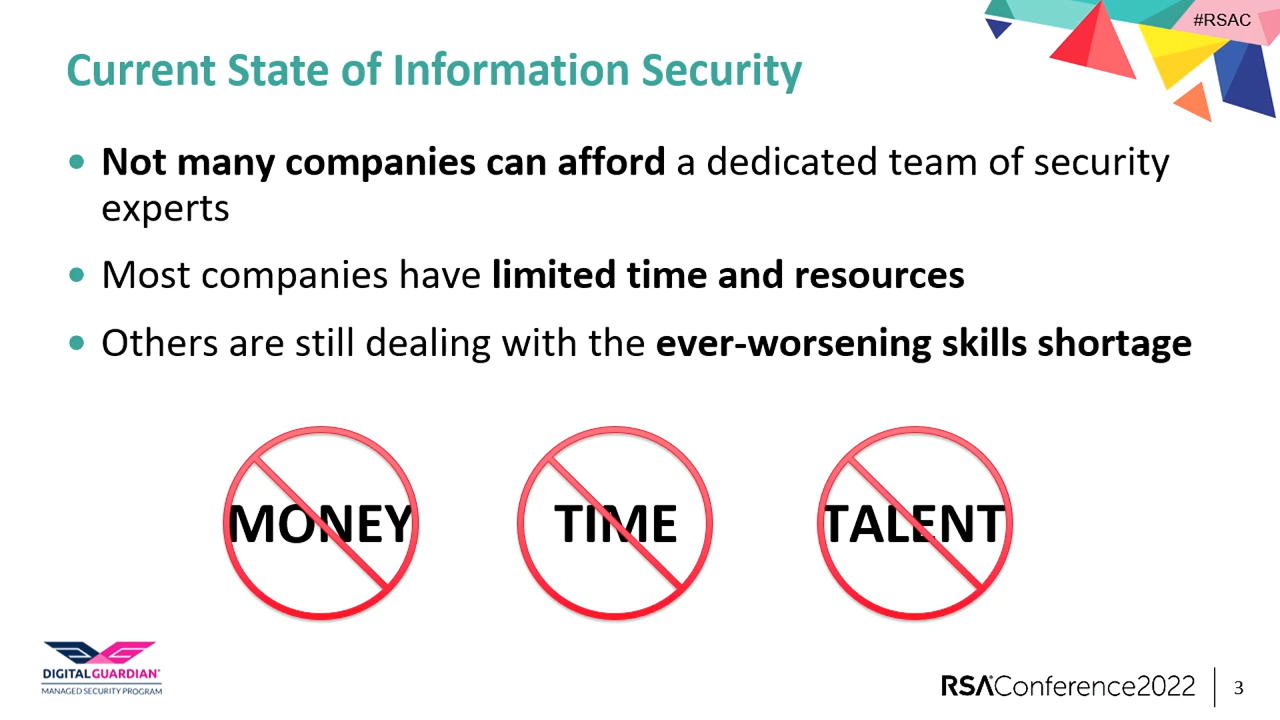 #RSAC
Current State of Information Security
• Not many companies can afford a dedicated team of security
experts
• Most companies have limited time and resources
• Others are still dealing with the ever-worsening skills shortage
MONEY
TIME
TALENT
DIGITALGUARDIAN
MANAGED SECURITY PROGRAM
RSAConference2022
3